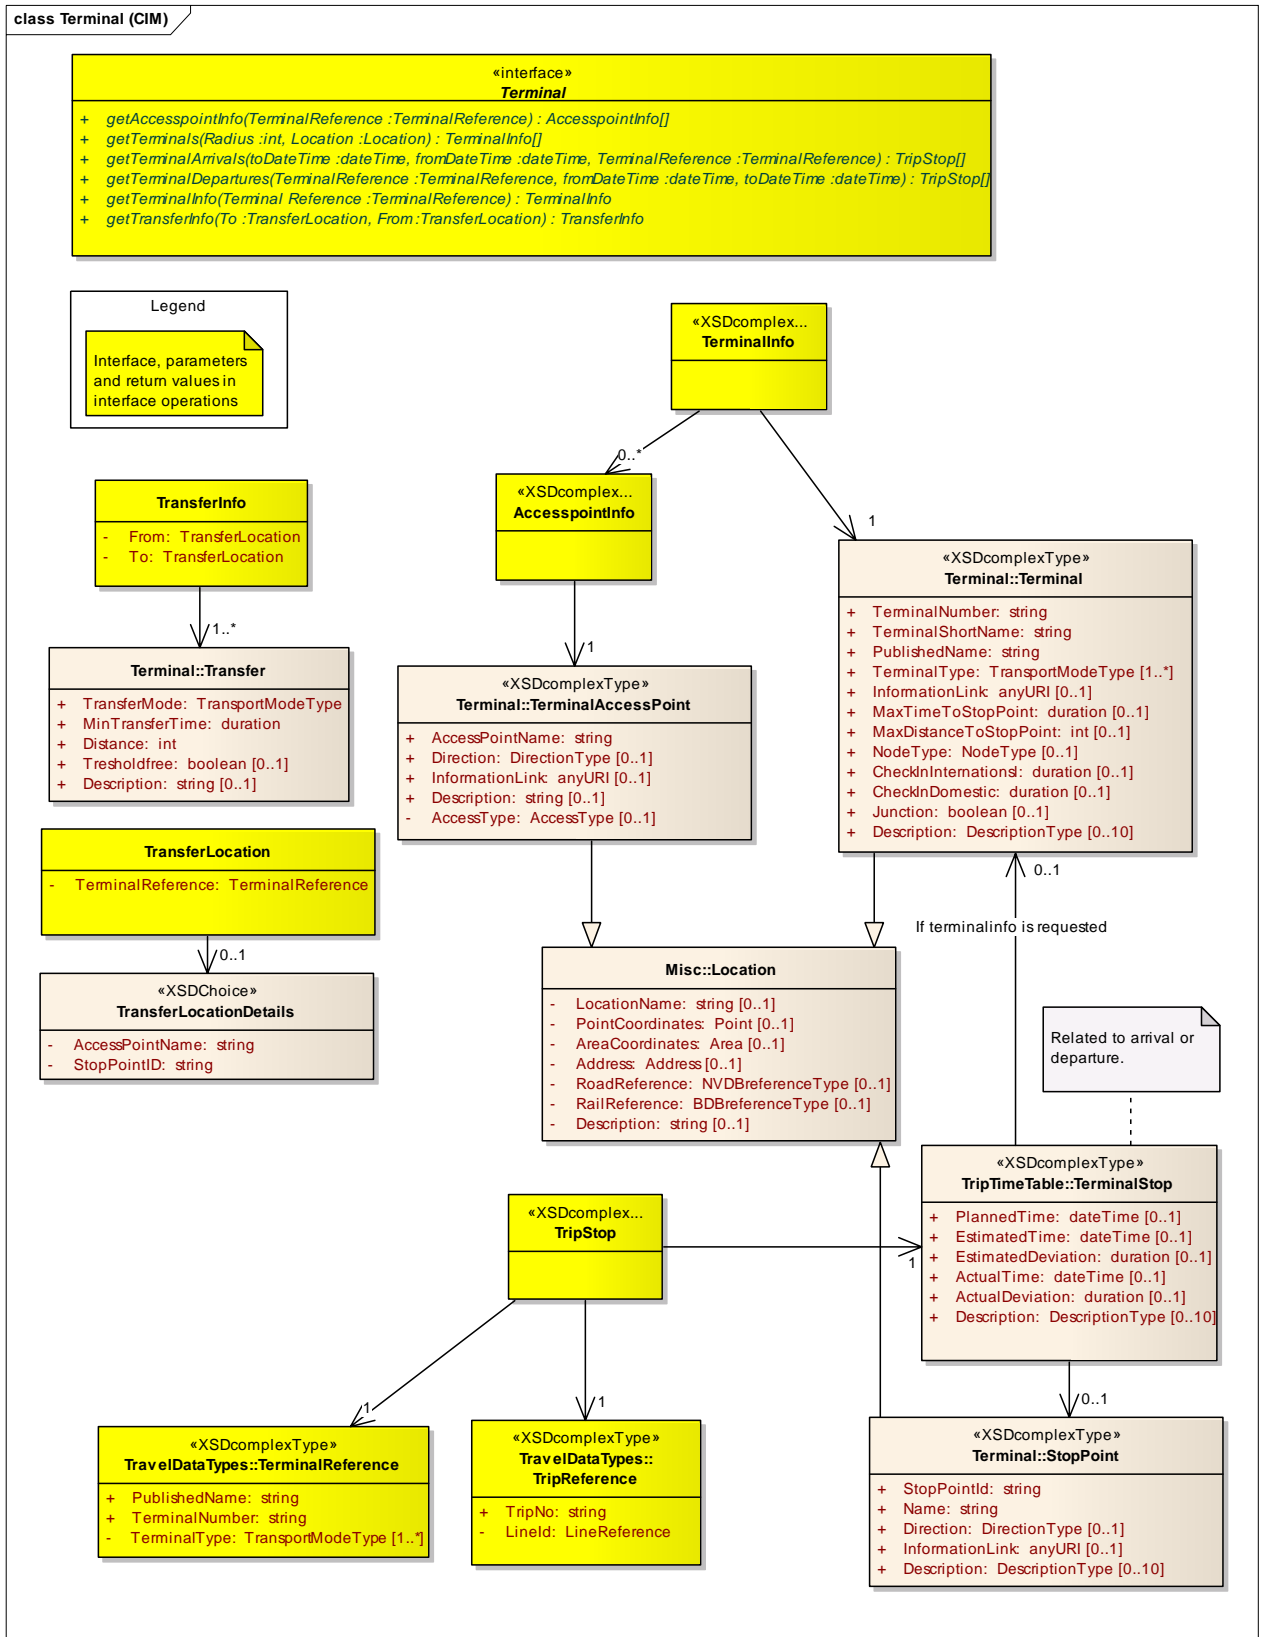 class Terminal (CIM)
«interface»
Terminal
+ getAccesspointInfo(TerminalReference :TerminalReference) : AccesspointInfo[]
+ getTerminals(Radius :int, Location :Location) : TerminalInfo[]
+ getTerminalArrivals(toDateTime :dateTime, fromDateTime :dateTime, TerminalReference :TerminalReference) : TripStop[]
+ getTerminalDepartures(TerminalReference :TerminalReference, fromDateTime :dateTime, toDateTime :dateTime) : TripStop[]
+ getTerminalInfo(Terminal Reference :TerminalReference) : TerminalInfo
+ getTransferInfo(To :TransferLocation, From :TransferLocation) : TransferInfo
Legend
Interface, parameters
and return values in
interface operations
«XSDcomplex...
TerminalInfo
0..*
1
«XSDcomplex...
AccesspointInfo
1
TransferInfo
- From: TransferLocation
- To: TransferLocation
1..*
Terminal::Transfer
+ TransferMode: TransportModeType
+ MinTransferTime: duration
+ Distance: int
+ Tresholdfree: boolean [0..1]
+ Description: string [0..1]
«XSDcomplexType»
Terminal::TerminalAccessPoint
+ AccessPointName: string
+ Direction: DirectionType [0..1]
+ InformationLink: anyURI [0..1]
+ Description: string [0..1]
- AccessType: AccessType [0..1]
«XSDcomplexType»
Terminal::Terminal
+ TerminalNumber: string
+ TerminalShortName: string
+ PublishedName: string
+ TerminalType: TransportModeType [1..*]
+ InformationLink: anyURI [0..1]
+ MaxTimeToStopPoint: duration [0..1]
+ MaxDistanceToStopPoint: int [0..1]
+ NodeType: NodeType [0..1]
+ CheckInInternationsl: duration [0..1]
+ CheckInDomestic: duration [0..1]
+ Junction: boolean [0..1]
+ Description: DescriptionType [0..10]
0..1
If terminalinfo is requested
TransferLocation
- TerminalReference: TerminalReference
0..1
«XSDChoice»
TransferLocationDetails
- AccessPointName: string
- StopPointID: string
Misc::Location
- LocationName: string [0..1]
- PointCoordinates: Point [0..1]
- AreaCoordinates: Area [0..1]
- Address: Address [0..1]
- RoadReference: NVDBreferenceType [0..1]
- RailReference: BDBreferenceType [0..1]
- Description: string [0..1]
Related to arrival or
departure.
«XSDcomplexType»
TripTimeTable::TerminalStop
+ PlannedTime: dateTime [0..1]
+ EstimatedTime: dateTime [0..1]
+ EstimatedDeviation: duration [0..1]
+ ActualTime: dateTime [0..1]
+ ActualDeviation: duration [0..1]
+ Description: DescriptionType [0..10]
«XSDcomplex...
TripStop
1
1
1
0..1
«XSDcomplexType»
TravelDataTypes::TerminalReference
+ PublishedName: string
+ TerminalNumber: string
- TerminalType: TransportModeType [1..*]
«XSDcomplexType»
TravelDataTypes::
TripReference
+ TripNo: string
- LineId: LineReference
«XSDcomplexType»
Terminal::StopPoint
+ StopPointId: string
+ Name: string
+ Direction: DirectionType [0..1]
+ InformationLink: anyURI [0..1]
+ Description: DescriptionType [0..10]